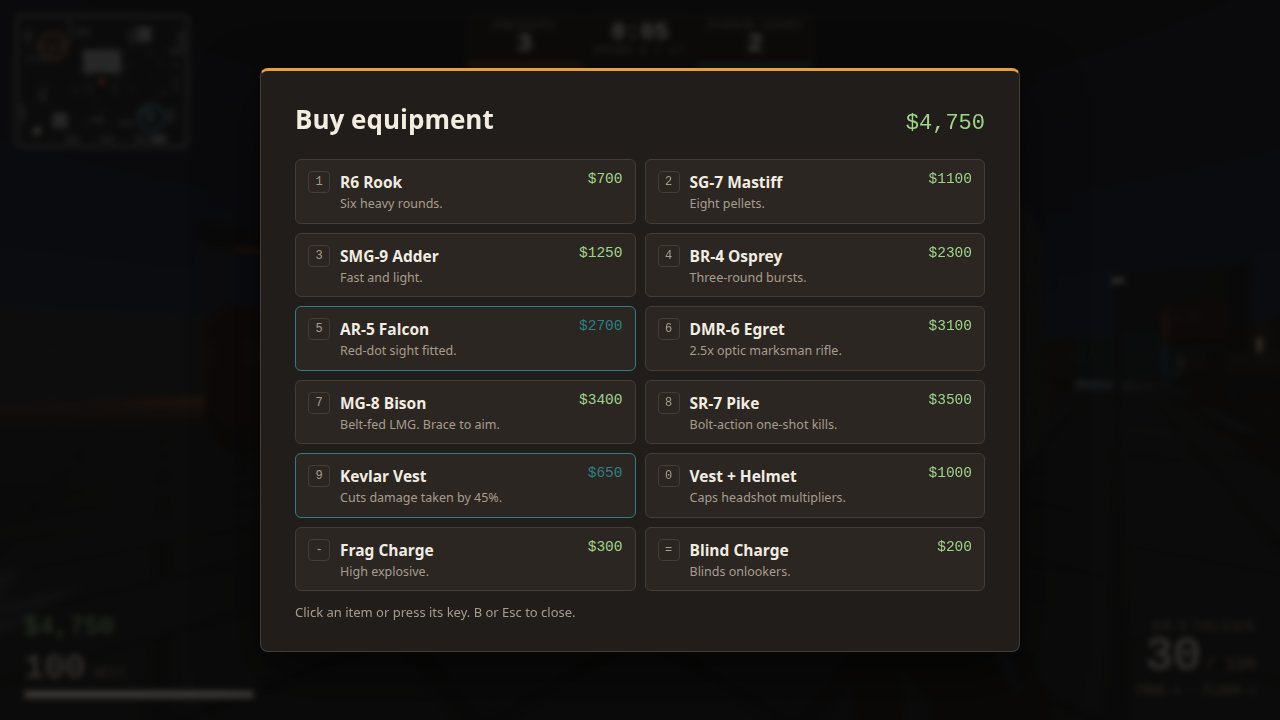 3
0:05
2
Buy equipment
$4,750
1 R6 Rook $700
Six heavy rounds.
2 SG-7 Mastiff $1100
Eight pellets.
3 SMG-9 Adder $1250
Fast and light.
4 BR-4 Osprey $2300
Three-round bursts.
5 AR-5 Falcon $2700
Red-dot sight fitted.
6 DMR-6 Egret $3100
2.5x optic marksman rifle.
7 MG-8 Bison $3400
Belt-fed LMG. Brace to aim.
8 SR-7 Pike $3500
Bolt-action one-shot kills.
9 Kevlar Vest $650
Cuts damage taken by 45%.
0 Vest + Helmet $1000
Caps headshot multipliers.
- Frag Charge $300
High explosive.
= Blind Charge $200
Blinds onlookers.
Click an item or press its key. B or Esc to close.
$4,750
100
30